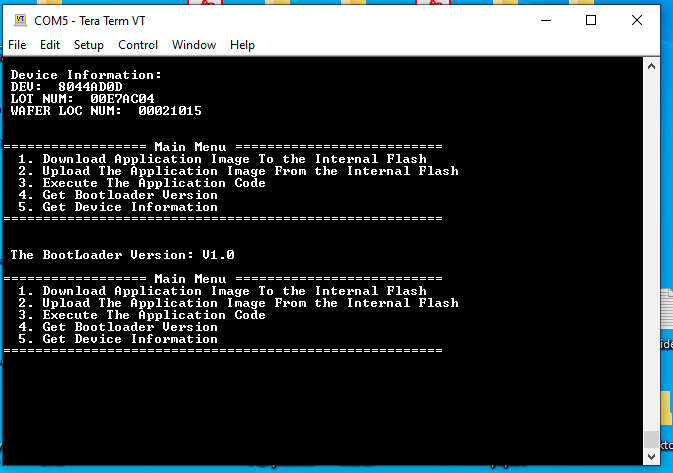 COM5 - Tera Term VT
File Edit Setup Control Window Help
Device Information:
DEV: 8044AD0D
LOT NUM: 00E7AC04
WAFER LOC NUM: 00021015
================== Main Menu ==========================
1. Download Application Image To the Internal Flash
2. Upload The Application Image From the Internal Flash
3. Execute The Application Code
4. Get Bootloader Version
5. Get Device Information
=======================================================
The BootLoader Version: V1.0
================== Main Menu ==========================
1. Download Application Image To the Internal Flash
2. Upload The Application Image From the Internal Flash
3. Execute The Application Code
4. Get Bootloader Version
5. Get Device Information
=======================================================